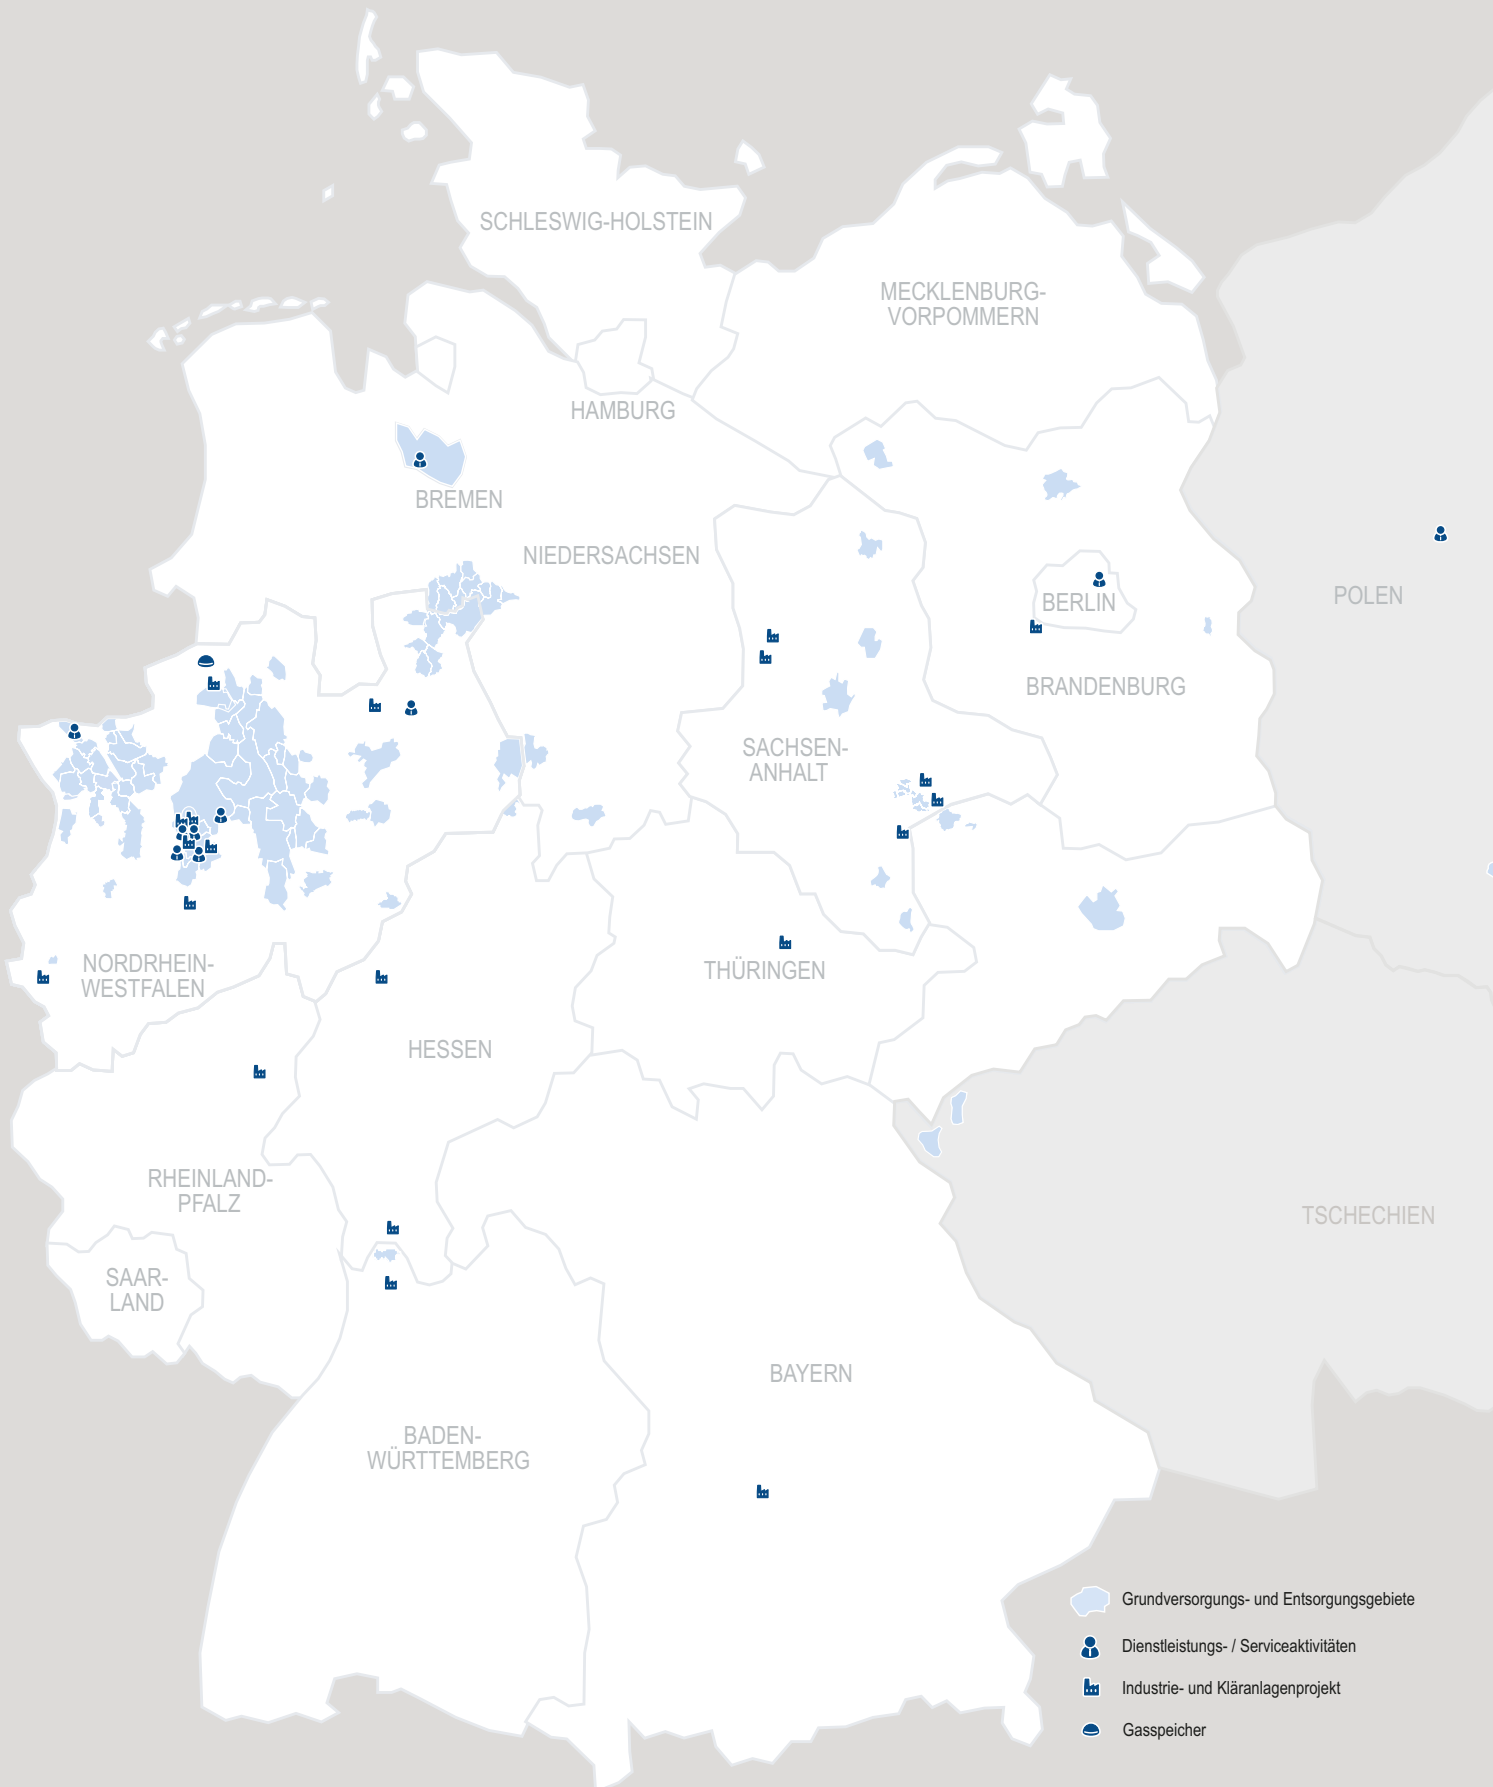 SCHLESWIG-HOLSTEIN
MECKLENBURG-
VORPOMMERN
HAMBURG
BREMEN
NIEDERSACHSEN
BERLIN
POLEN
BRANDENBURG
SACHSEN-
ANHALT
NORDRHEIN-
WESTFALEN
THÜRINGEN
HESSEN
RHEINLAND-
PFALZ
TSCHECHIEN
SAAR-
LAND
BAYERN
BADEN-
WÜRTTEMBERG
Grundversorgungs- und Entsorgungsgebiete
Dienstleistungs- / Serviceaktivitäten
Industrie- und Kläranlagenprojekt
Gasspeicher